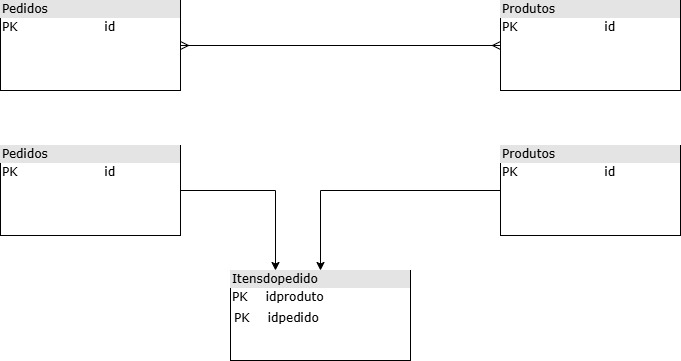 Pedidos
PK id
Produtos
PK id
Pedidos
PK id
Produtos
PK id
Itensdopedido
PK idproduto
PK idpedido